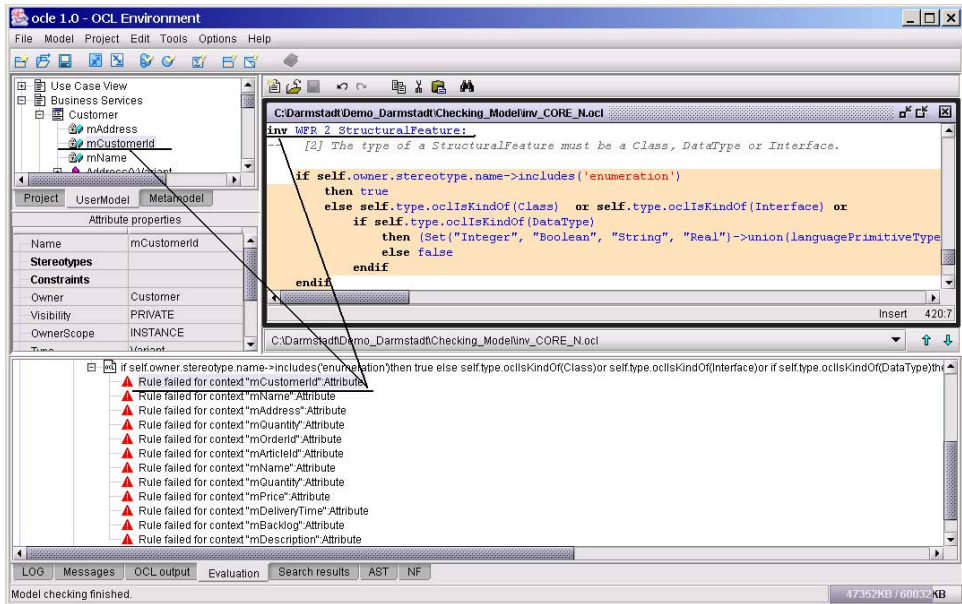 ocle 1.0 - OCL Environment
File Model Project Edit Tools Options Help
Use Case View
Business Services
Customer
mAddress
mCustomerId
mName
Project UserModel Metamodel
Attribute properties
Name mCustomerId
Stereotypes
Constraints
Owner Customer
Visibility PRIVATE
OwnerScope INSTANCE
Type Variant
C:\Darmstadt\Demo_Darmstadt\Checking_Model\inv_CORE_N.ocl
inv WFR_2_StructuralFeature:
-- [2] The type of a StructuralFeature must be a Class, DataType or Interface.
if self.owner.stereotype.name->includes('enumeration')
then true
else self.type.oclIsKindOf(Class) or self.type.oclIsKindOf(Interface) or
if self.type.oclIsKindOf(DataType)
then (Set{"Integer", "Boolean", "String", "Real"}->union(languagePrimitiveType
else false
endif
endif
Insert 420:7
C:\Darmstadt\Demo_Darmstadt\Checking_Model\inv_CORE_N.ocl
if self.owner.stereotype.name->includes('enumeration')then true else self.type.oclIsKindOf(Class)or self.type.oclIsKindOf(Interface)or if self.type.oclIsKindOf(DataType)the
Rule failed for context "mCustomerId":Attribute
Rule failed for context "mName":Attribute
Rule failed for context "mAddress":Attribute
Rule failed for context "mQuantity":Attribute
Rule failed for context "mOrderId":Attribute
Rule failed for context "mArticleId":Attribute
Rule failed for context "mName":Attribute
Rule failed for context "mQuantity":Attribute
Rule failed for context "mPrice":Attribute
Rule failed for context "mDeliveryTime":Attribute
Rule failed for context "mBacklog":Attribute
Rule failed for context "mDescription":Attribute
LOG Messages OCL output Evaluation Search results AST NF
Model checking finished. 47352KB / 60032KB